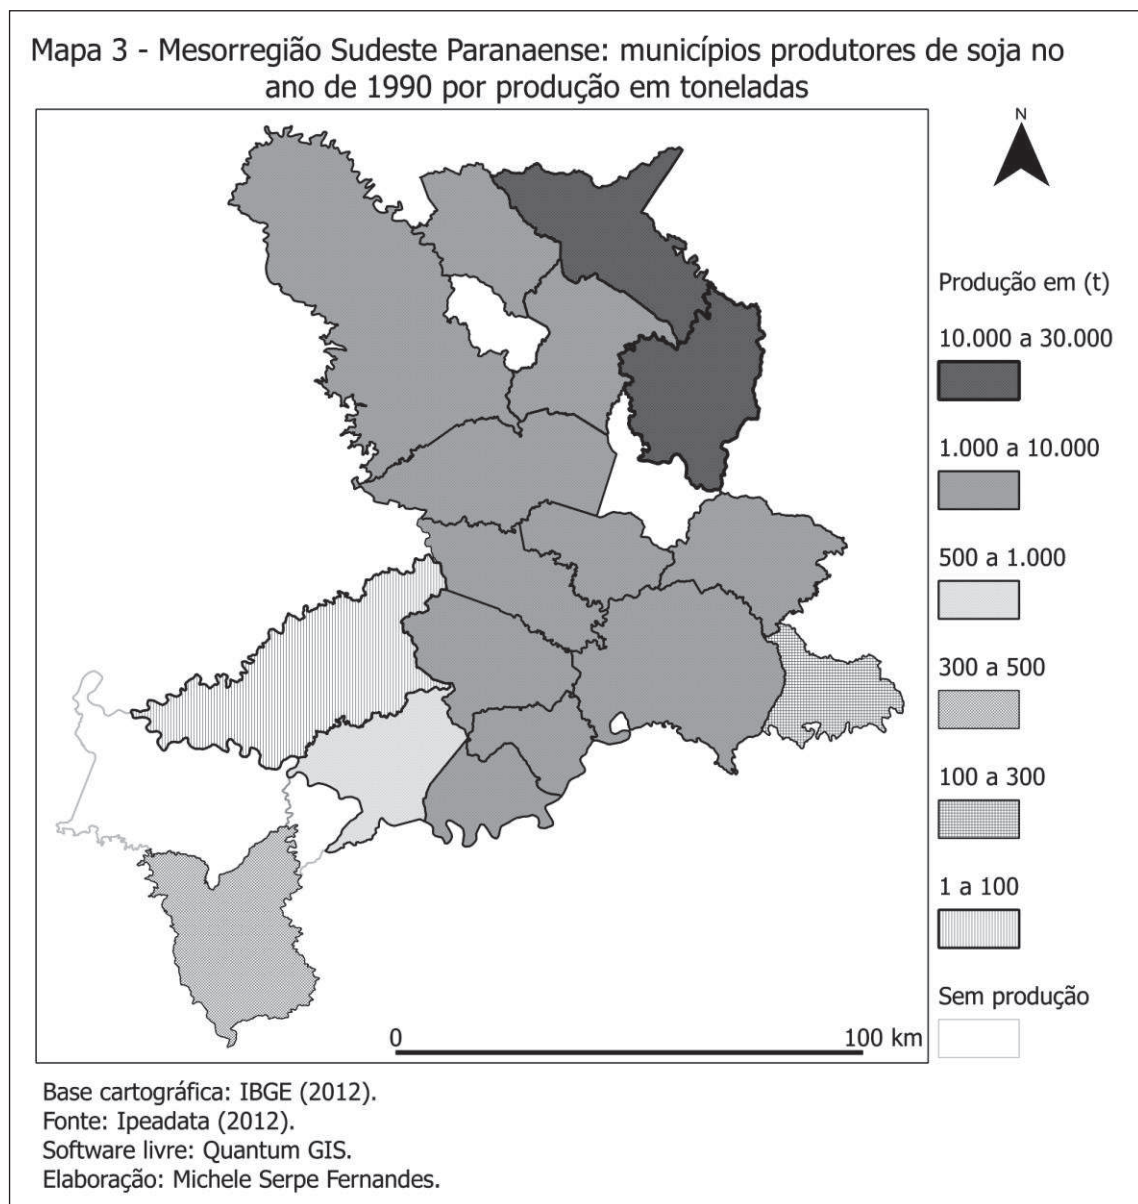 Mapa 3 - Mesorregião Sudeste Paranaense: municípios produtores de soja no
ano de 1990 por produção em toneladas
N
Produção em (t)
10.000 a 30.000
1.000 a 10.000
500 a 1.000
300 a 500
100 a 300
1 a 100
Sem produção
0 100 km
Base cartográfica: IBGE (2012).
Fonte: Ipeadata (2012).
Software livre: Quantum GIS.
Elaboração: Michele Serpe Fernandes.